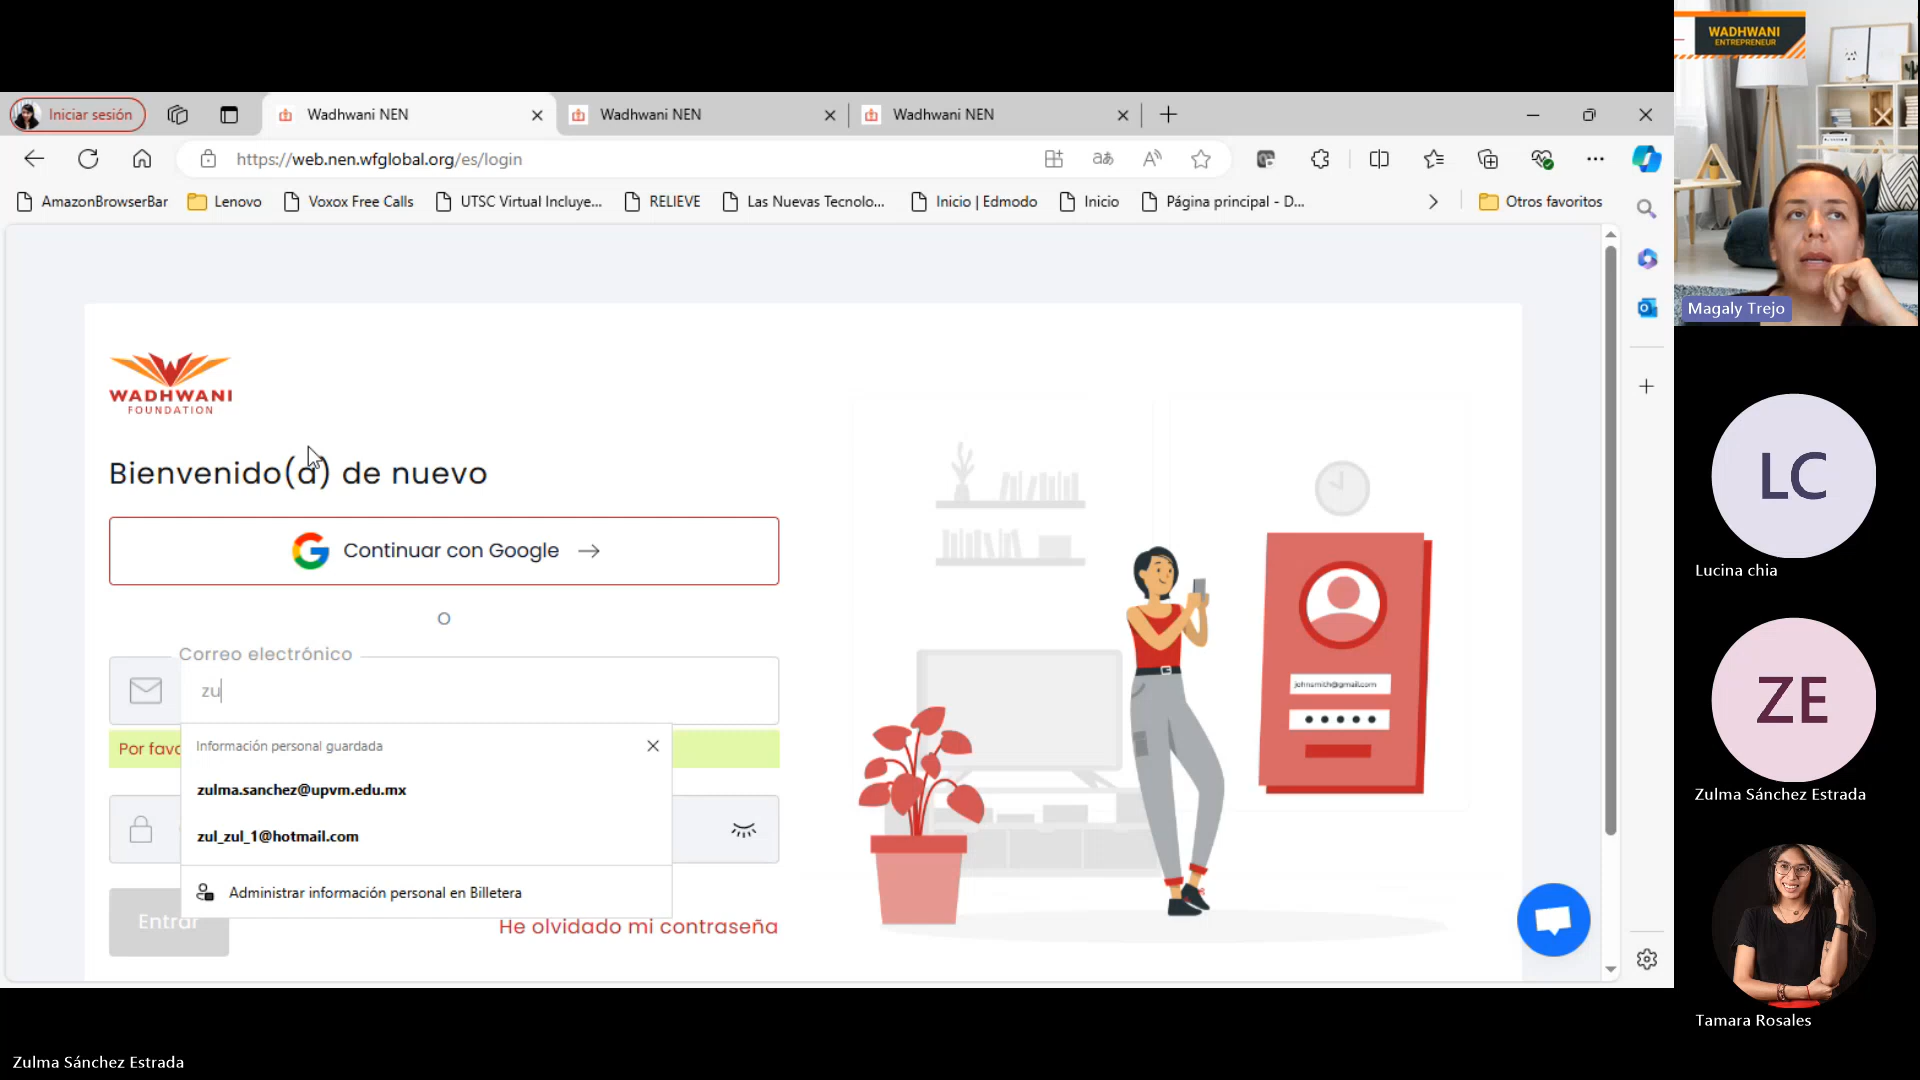 WADHWANI
ENTREPRENEUR
Iniciar sesión
Wadhwani NEN
Wadhwani NEN
Wadhwani NEN
https://web.nen.wfglobal.org/es/login
AmazonBrowserBar
Lenovo
Voxox Free Calls
UTSC Virtual Incluye...
RELIEVE
Las Nuevas Tecnolo...
Inicio | Edmodo
Inicio
Página principal - D...
Otros favoritos
WADHWANI
FOUNDATION
Bienvenido(a) de nuevo
Continuar con Google
O
Correo electrónico
zu
Por favo
Información personal guardada
zulma.sanchez@upvm.edu.mx
zul_zul_1@hotmail.com
Administrar información personal en Billetera
Entrar
He olvidado mi contraseña
johnsmith@gmail.com
Magaly Trejo
LC
Lucina chia
ZE
Zulma Sánchez Estrada
Tamara Rosales
Zulma Sánchez Estrada